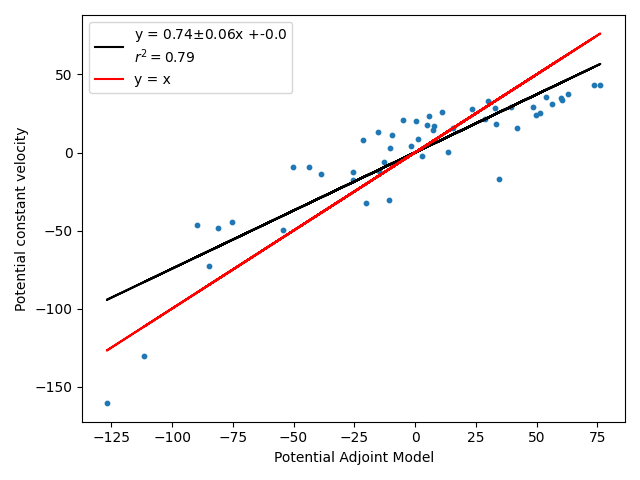 y = 0.74±0.06x +-0.0
r² = 0.79
y = x
50
0
−50
−100
−150
Potential constant velocity
−125
−100
−75
−50
−25
0
25
50
75
Potential Adjoint Model